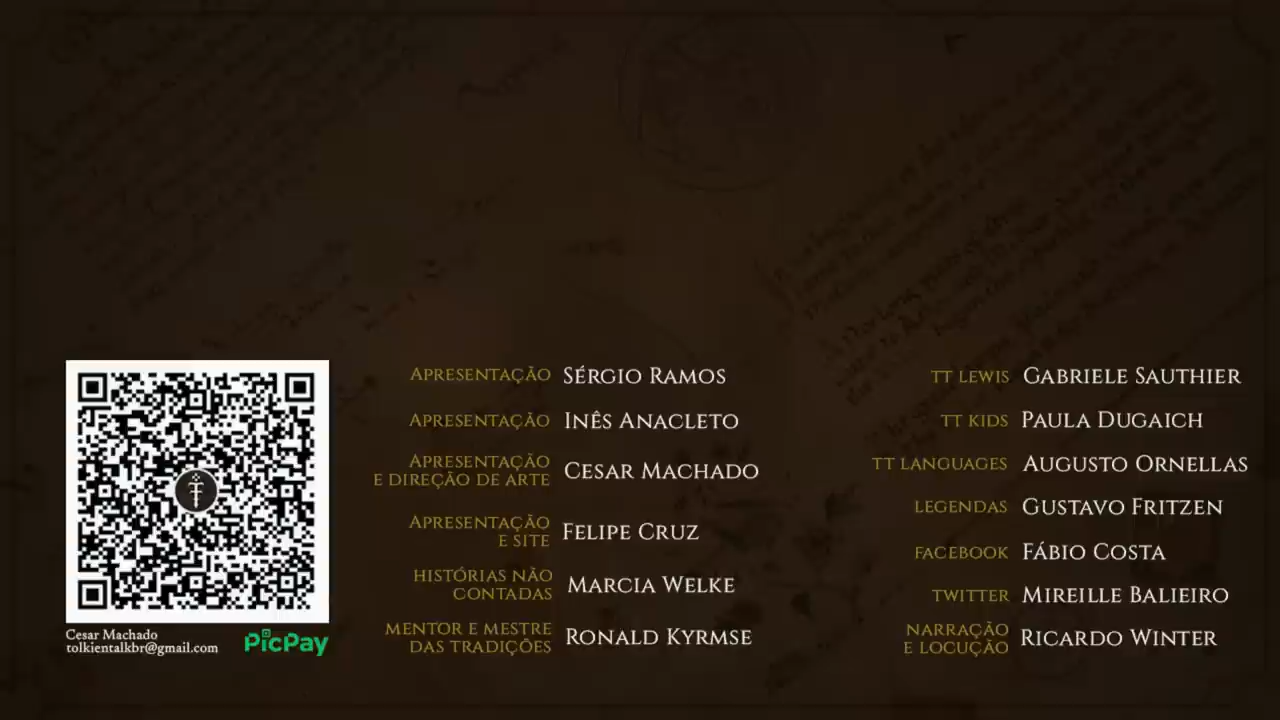 APRESENTAÇÃO SÉRGIO RAMOS
APRESENTAÇÃO INÊS ANACLETO
APRESENTAÇÃO
E DIREÇÃO DE ARTE CESAR MACHADO
APRESENTAÇÃO
E SITE FELIPE CRUZ
HISTÓRIAS NÃO
CONTADAS MARCIA WELKE
MENTOR E MESTRE
DAS TRADIÇÕES RONALD KYRMSE
TT LEWIS GABRIELE SAUTHIER
TT KIDS PAULA DUGAICH
TT LANGUAGES AUGUSTO ORNELLAS
LEGENDAS GUSTAVO FRITZEN
FACEBOOK FÁBIO COSTA
TWITTER MIREILLE BALIEIRO
NARRAÇÃO
E LOCUÇÃO RICARDO WINTER
Cesar Machado
tolkientalkbr@gmail.com
PicPay